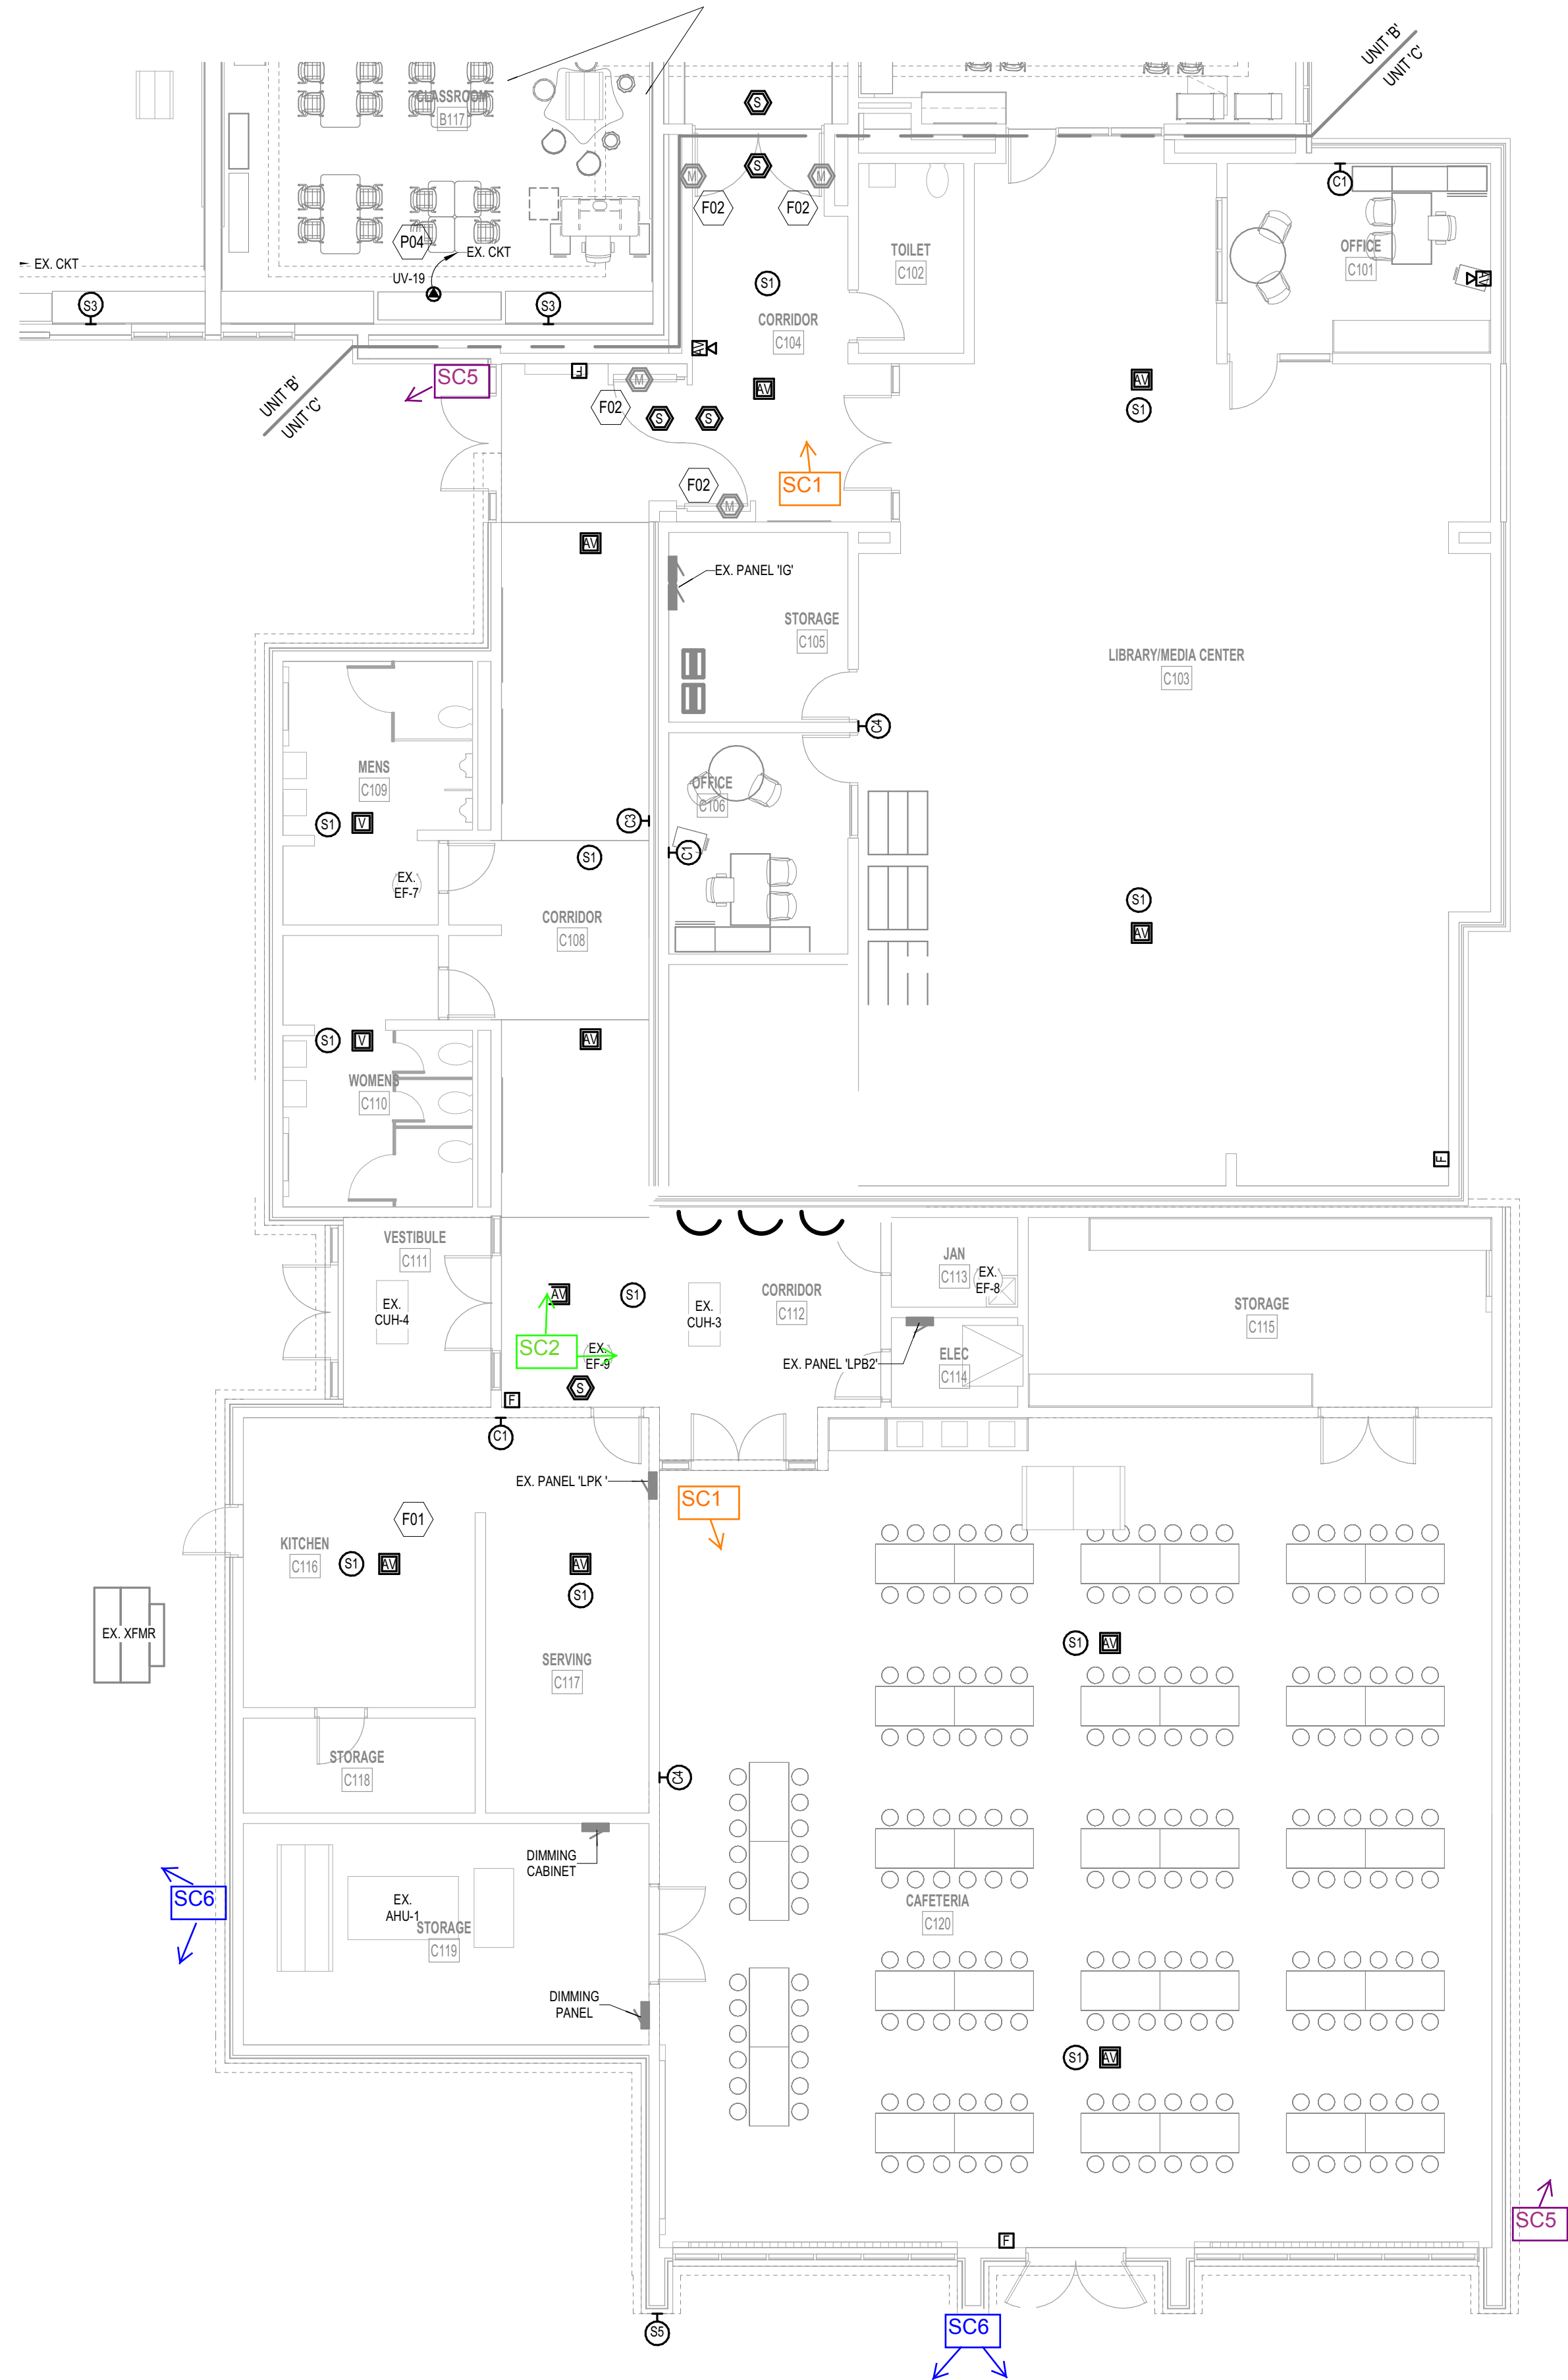 UNIT 'B'
UNIT 'C'
CLASSROOM
B117
S
S
M
M
F02
F02
C1
P04
EX. CKT
EX. CKT
UV-19
TOILET
C102
OFFICE
C101
AV
S3
S3
S1
CORRIDOR
C104
AV
UNIT 'B'
UNIT 'C'
SC5
F
M
AV
AV
S1
F02
S
S
SC1
F02
M
AV
EX. PANEL 'IG'
STORAGE
C105
LIBRARY/MEDIA CENTER
C103
C4
MENS
C109
OFFICE
C106
S1
V
C3
C1
S1
EX.
EF-7
S1
AV
CORRIDOR
C108
S1
V
AV
WOMENS
C110
F
VESTIBULE
C111
JAN
C113
EX.
EF-8
EX.
CUH-4
AV
S1
EX.
CUH-3
CORRIDOR
C112
STORAGE
C115
SC2
EX.
EF-9
EX. PANEL 'LPB2'
ELEC
C114
S
F
C1
EX. PANEL 'LPK '
SC1
F01
KITCHEN
C116
S1
AV
AV
S1
EX. XFMR
S1
AV
SERVING
C117
STORAGE
C118
C4
DIMMING
CABINET
SC6
EX.
AHU-1
STORAGE
C119
CAFETERIA
C120
DIMMING
PANEL
S1
AV
SC5
F
S5
SC6